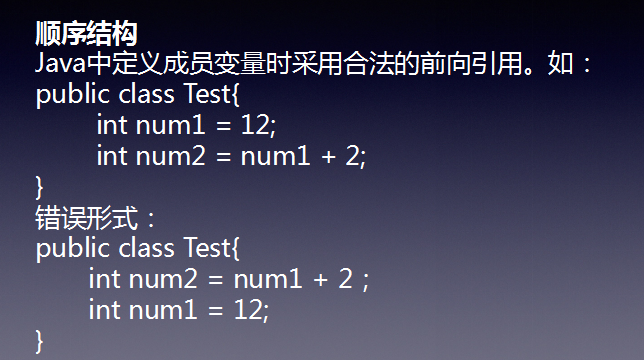 顺序结构
Java中定义成员变量时采用合法的前向引用。如：
public class Test{
int num1 = 12;
int num2 = num1 + 2;
}
错误形式：
public class Test{
int num2 = num1 + 2 ;
int num1 = 12;
}